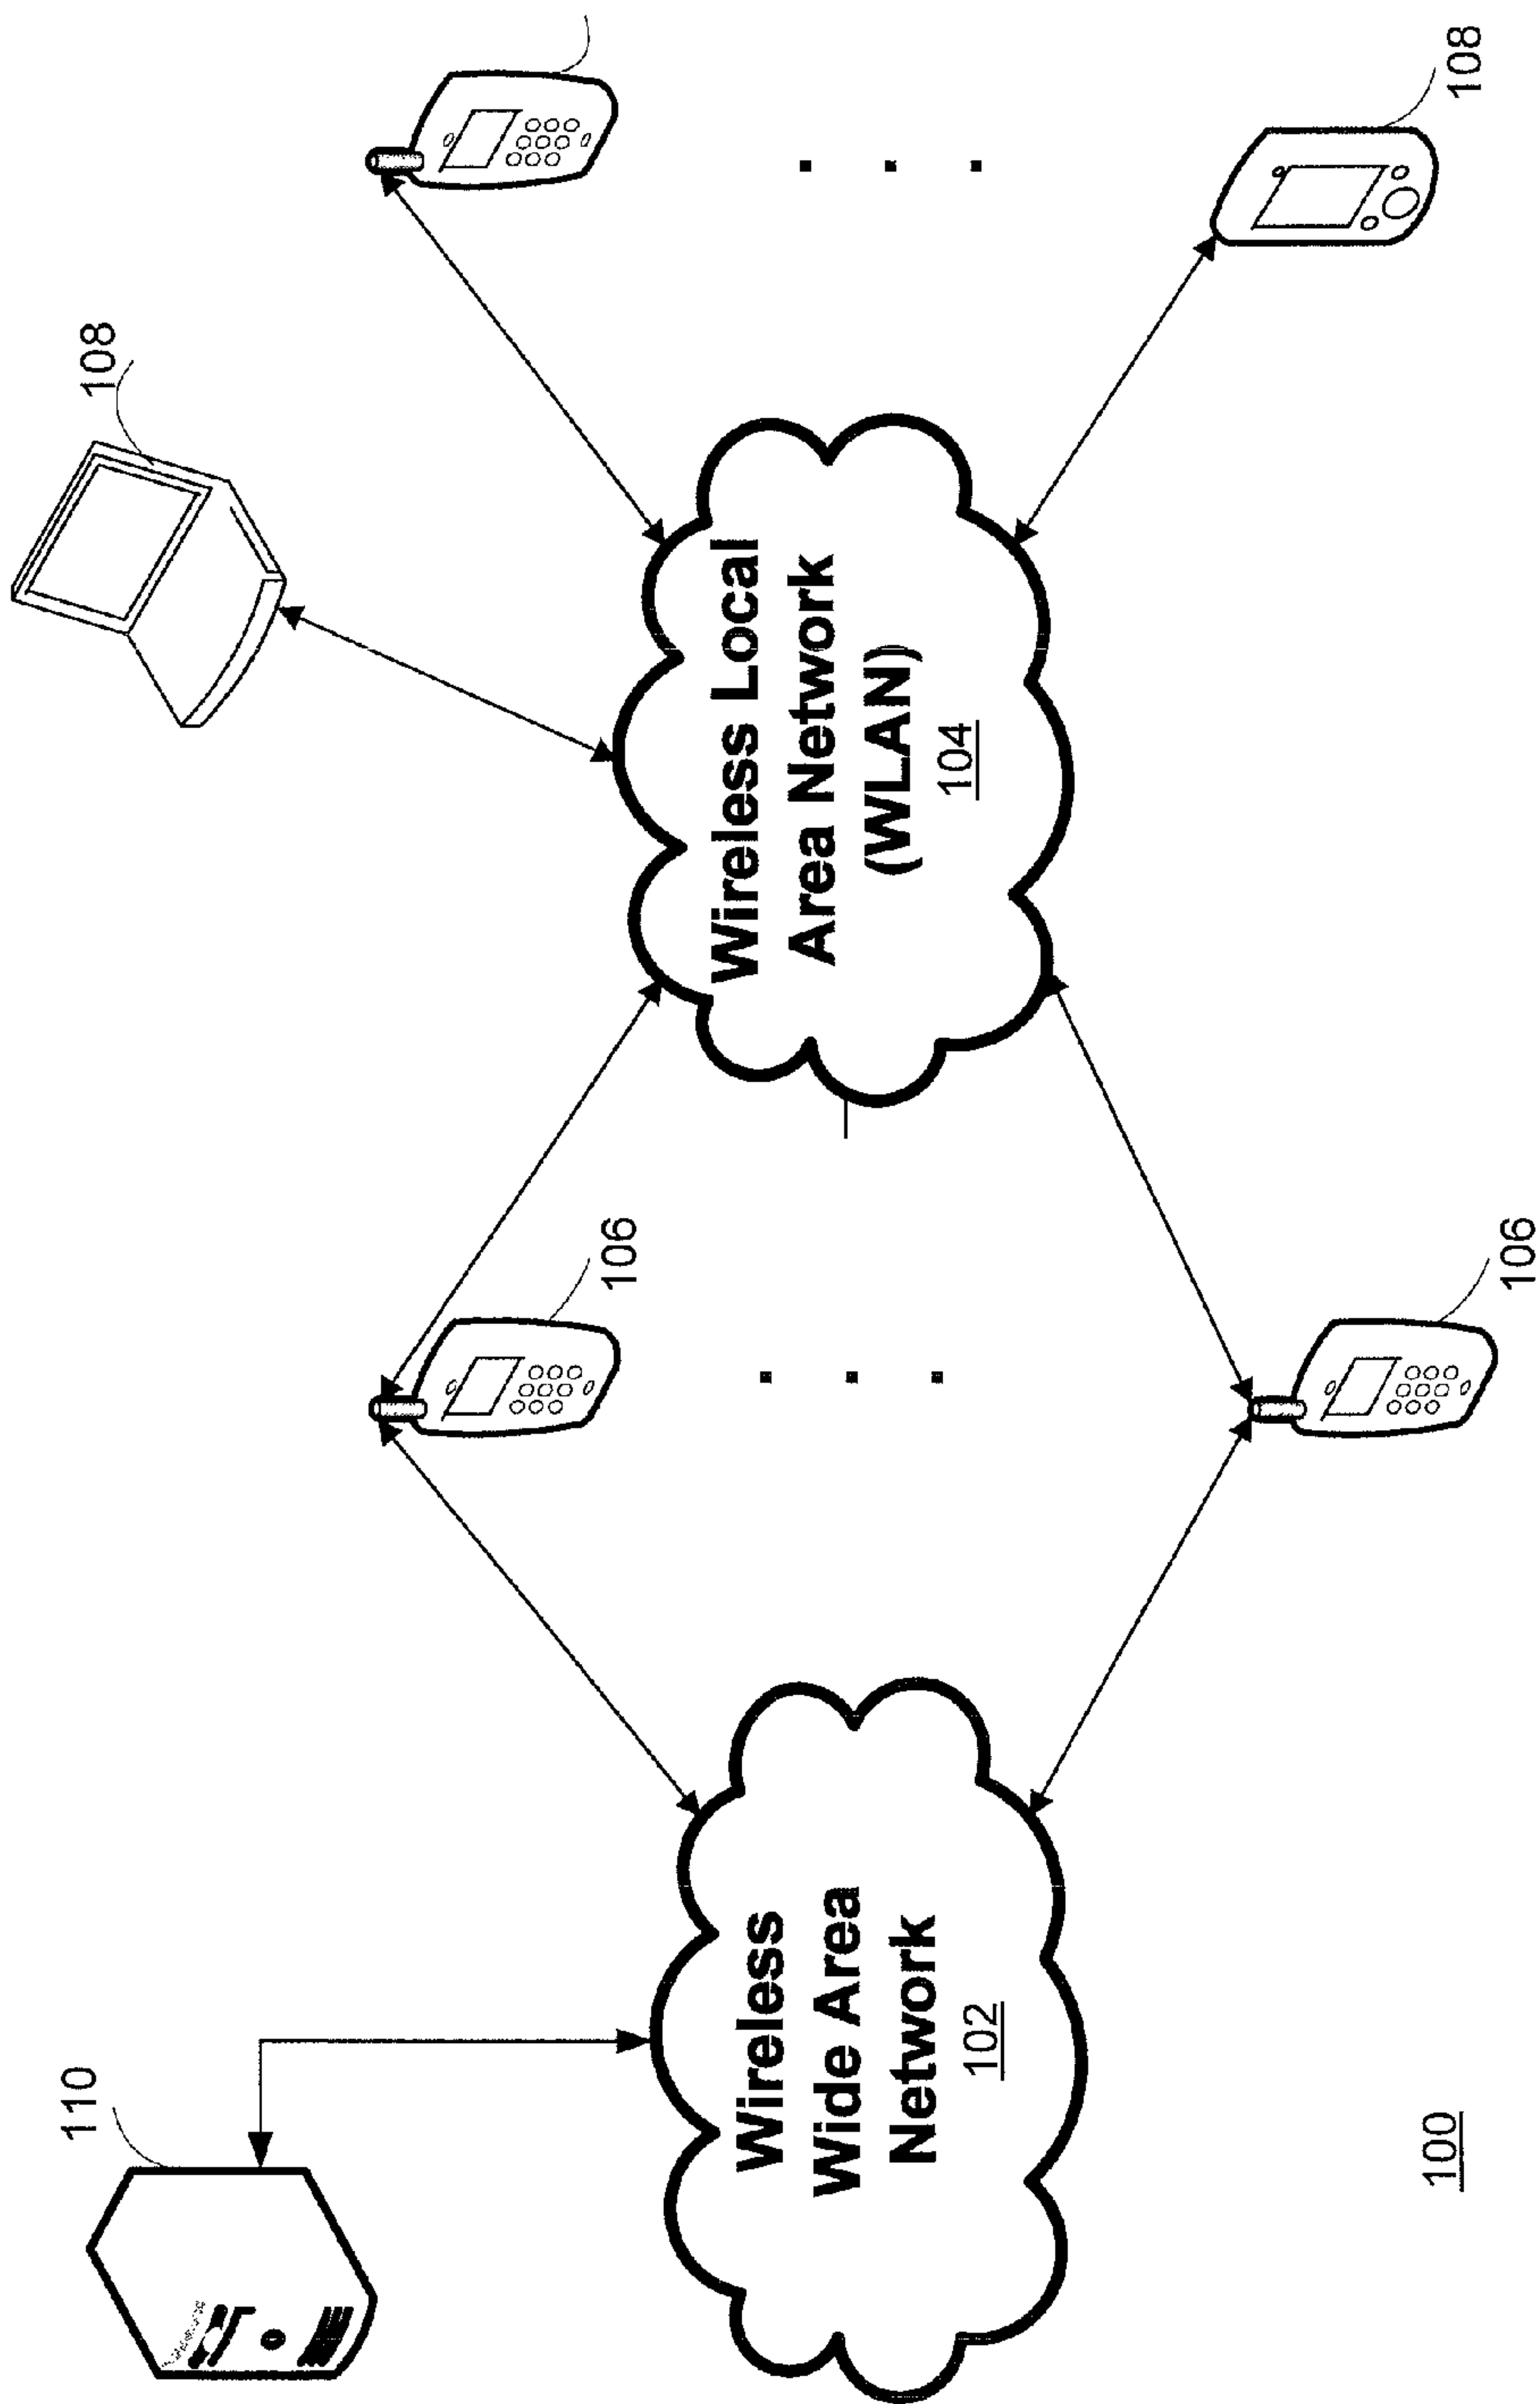 110
Wireless
Wide Area
Network
102
100
106
106
Wireless Local
Area Network
(WLAN)
104
108
108